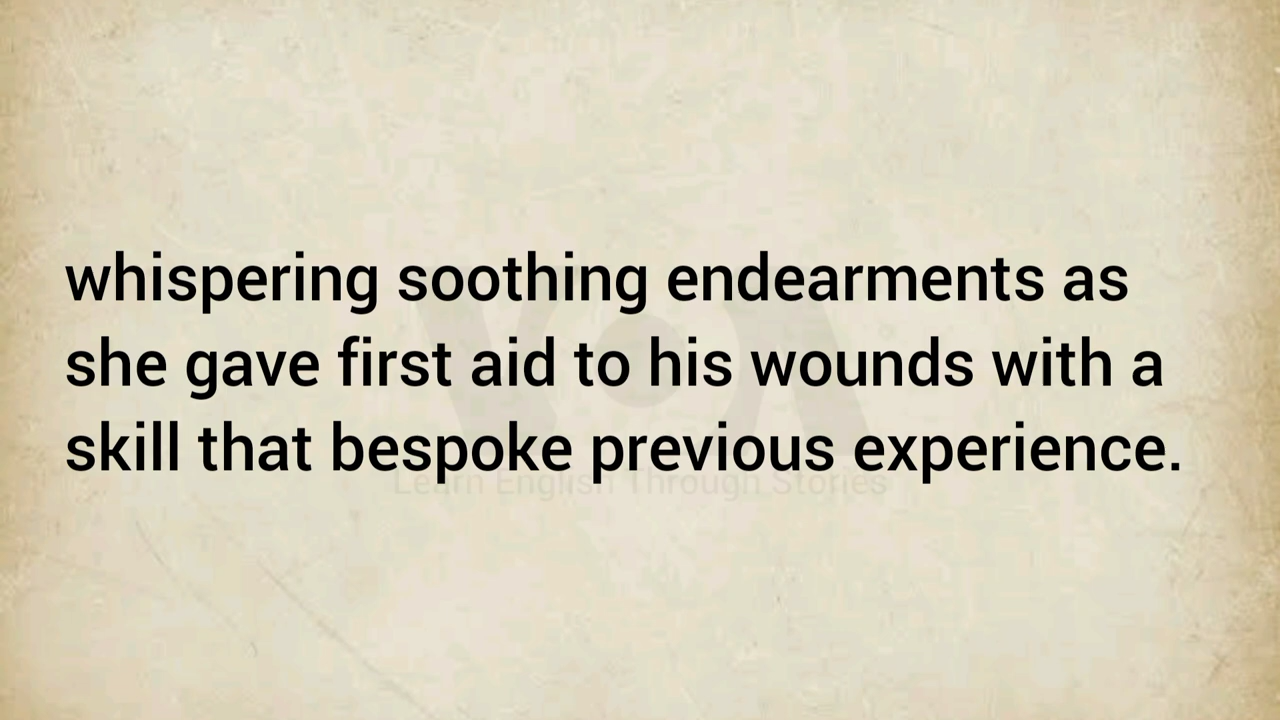 whispering soothing endearments as
she gave first aid to his wounds with a
skill that bespoke previous experience.
VOA
Learn English Through Stories